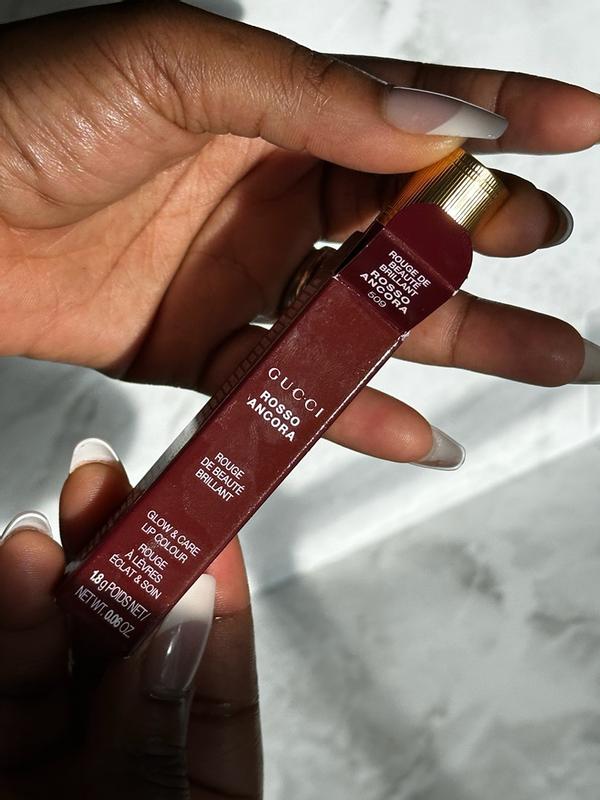 ROUGE DE
BEAUTÉ
BRILLANT
ROSSO
ANCORA
509
GUCCI
ROSSO
ANCORA
ROUGE
DE BEAUTÉ
BRILLANT
GLOW & CARE
LIP COLOUR
ROUGE
À LÈVRES
ÉCLAT & SOIN
1.8 g POIDS NET/
NET WT. 0.06 OZ.